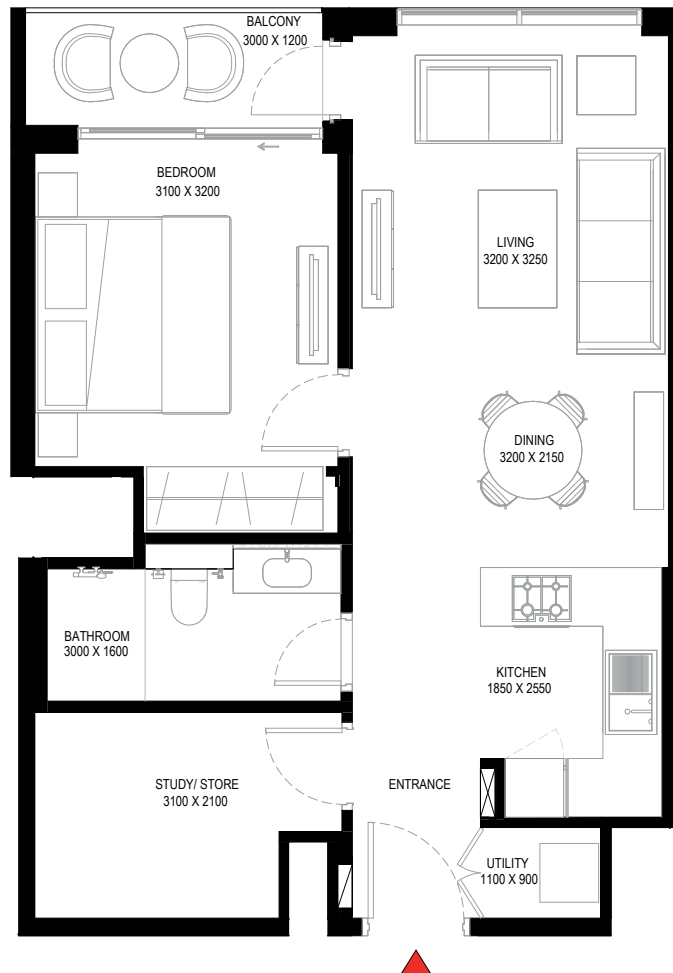 BALCONY
3000 X 1200
BEDROOM
3100 X 3200
LIVING
3200 X 3250
DINING
3200 X 2150
BATHROOM
3000 X 1600
KITCHEN
1850 X 2550
STUDY/ STORE
3100 X 2100
ENTRANCE
UTILITY
1100 X 900